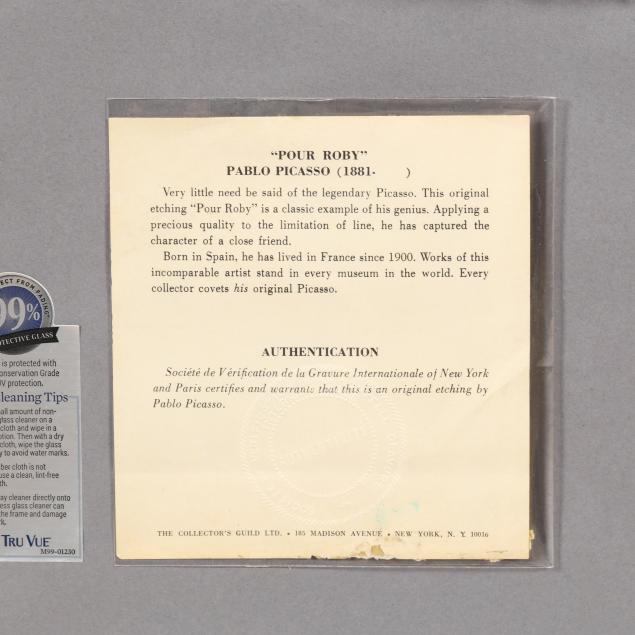 “POUR ROBY”
PABLO PICASSO (1881- )
Very little need be said of the legendary Picasso. This original
etching “Pour Roby” is a classic example of his genius. Applying a
precious quality to the limitation of line, he has captured the
character of a close friend.
Born in Spain, he has lived in France since 1900. Works of this
incomparable artist stand in every museum in the world. Every
collector covets his original Picasso.
AUTHENTICATION
Société de Vérification de la Gravure Internationale of New York
and Paris certifies and warrants that this is an original etching by
Pablo Picasso.
THE COLLECTOR'S GUILD LTD. • 185 MADISON AVENUE • NEW YORK, N. Y. 10016
FROM FADING
99%
GLASS
is protected with
onservation Grade
V protection.
leaning Tips
all amount of non-
glass cleaner on a
cloth and wipe in a
otion. Then with a dry
cloth, wipe the glass
y to avoid water marks.
ber cloth is not
use a clean, lint-free
th.
ay cleaner directly onto
ess glass cleaner can
the frame and damage
k.
TRU VUE
M99-01230